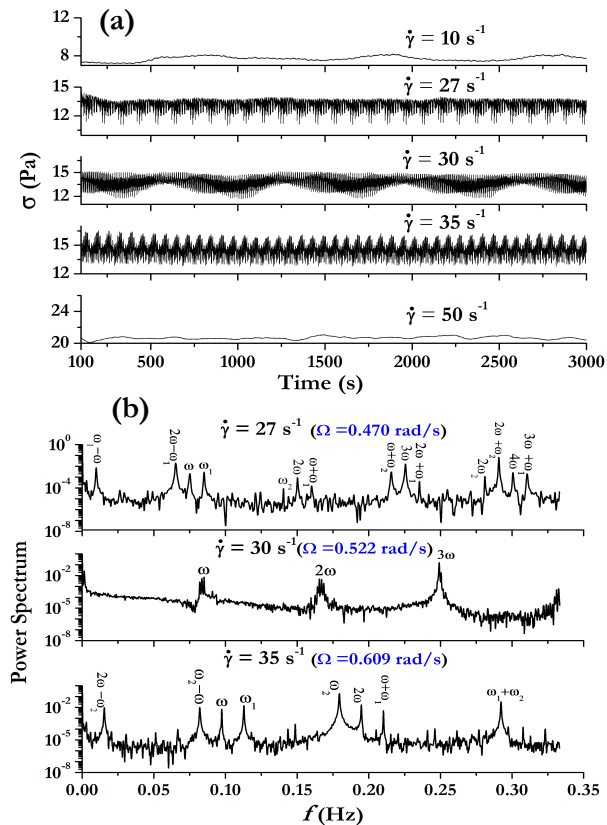 (a)
γ̇ = 10 s⁻¹
12
8
γ̇ = 27 s⁻¹
15
13
σ (Pa)
γ̇ = 30 s⁻¹
15
12
γ̇ = 35 s⁻¹
15
12
γ̇ = 50 s⁻¹
24
20
100 500 1000 1500 2000 2500 3000
Time (s)
(b)
γ̇ = 27 s⁻¹ (Ω=0.470 rad/s)
10⁰
10⁻⁴
10⁻⁸
ω₁−ω
2ω−ω₁
ω
ω₁
ω₂
2ω₁
ω+ω₁
ω+ω₂
3ω
2ω+ω₁
2ω₂
2ω+ω₂
4ω
3ω+ω₁
γ̇ = 30 s⁻¹(Ω=0.522 rad/s)
10⁻²
10⁻⁵
10⁻⁸
ω
2ω
3ω
Power Spectrum
γ̇ = 35 s⁻¹(Ω=0.609 rad/s)
10⁻²
10⁻⁵
10⁻⁸
2ω−ω₂
ω₂−ω
ω
ω₁
ω₂
2ω
ω+ω₁
ω₁+ω₂
0.00 0.05 0.10 0.15 0.20 0.25 0.30 0.35
f (Hz)